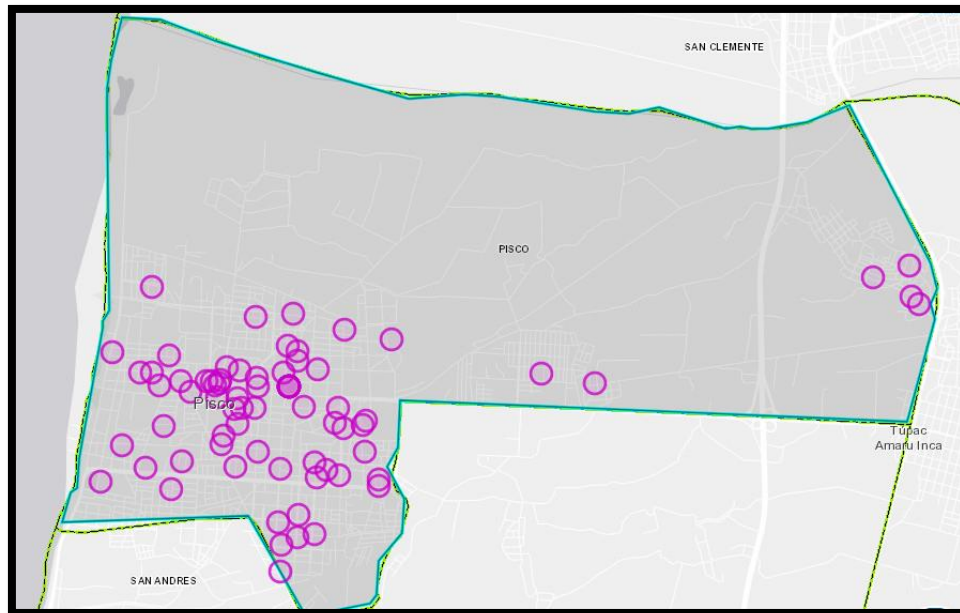 SAN CLEMENTE
PISCO
Pisco
Túpac
Amaru Inca
SAN ANDRES